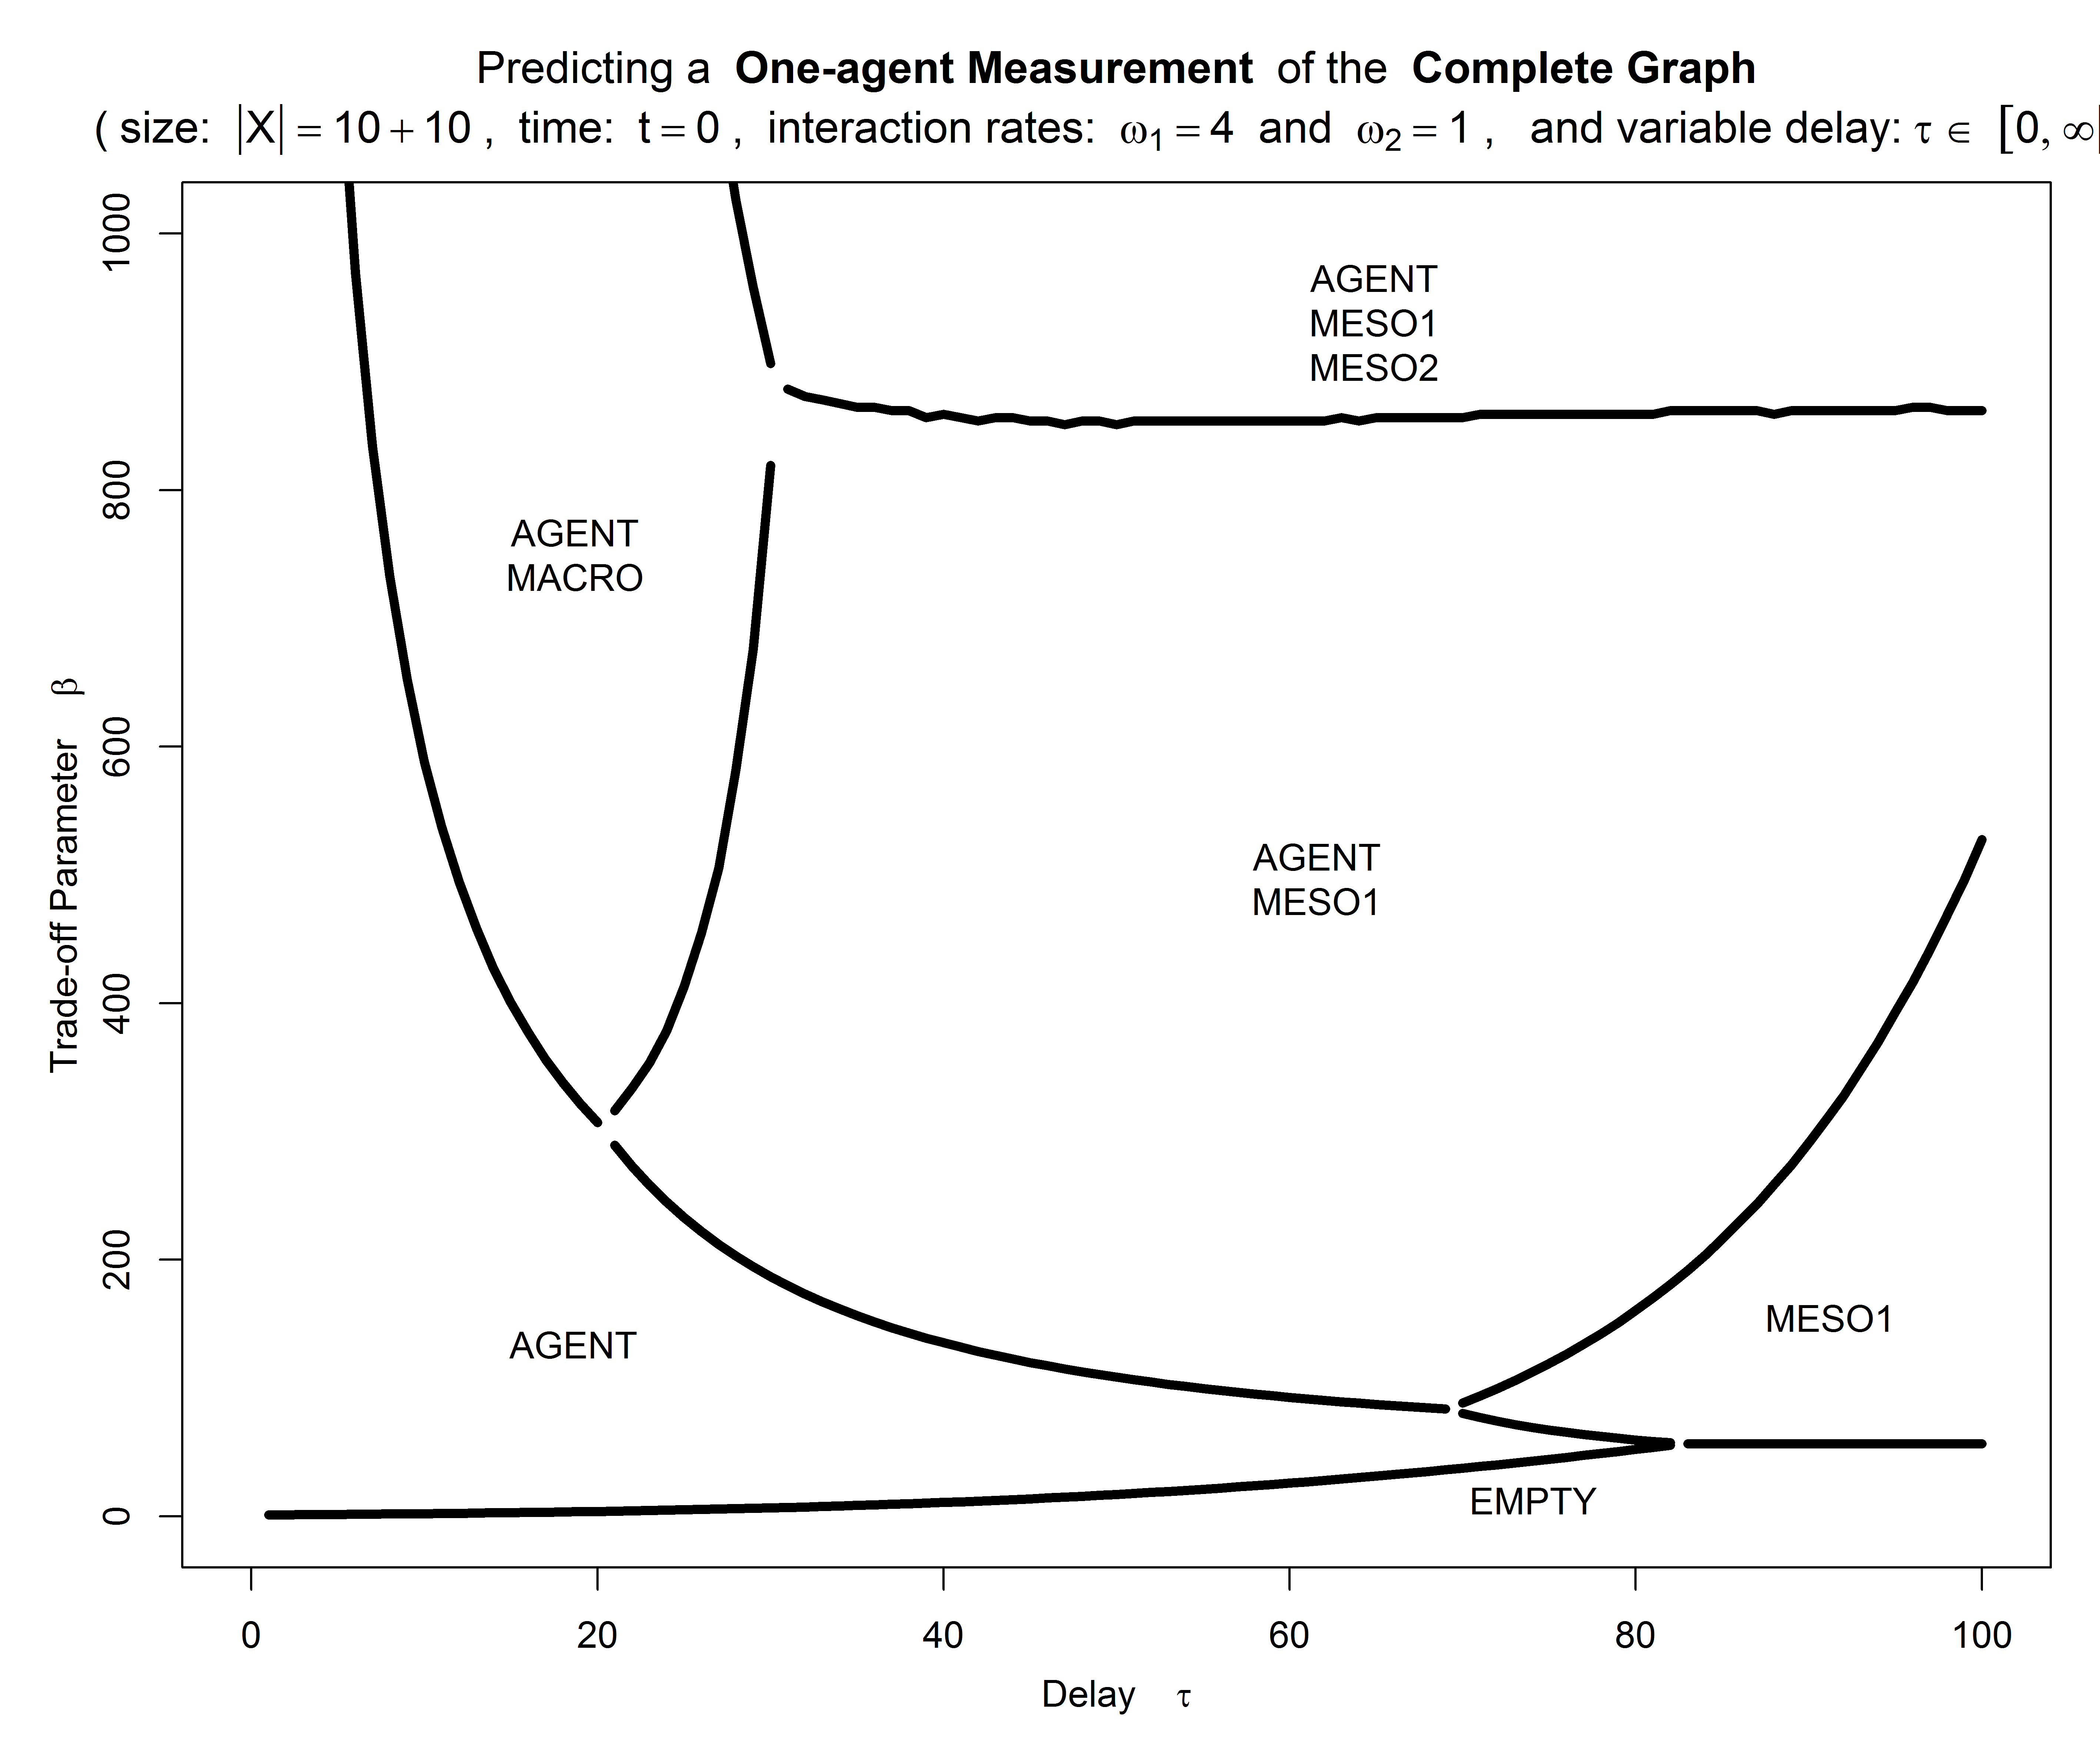 Predicting a One-agent Measurement of the Complete Graph
( size: |X| = 10 + 10 , time: t = 0 , interaction rates: ω₁ = 4 and ω₂ = 1 , and variable delay: τ ∈ [0, ∞[
1000
800
600
400
200
0
Trade-off Parameter β
AGENT
MESO1
MESO2
AGENT
MACRO
AGENT
MESO1
MESO1
AGENT
EMPTY
0 20 40 60 80 100
Delay τ